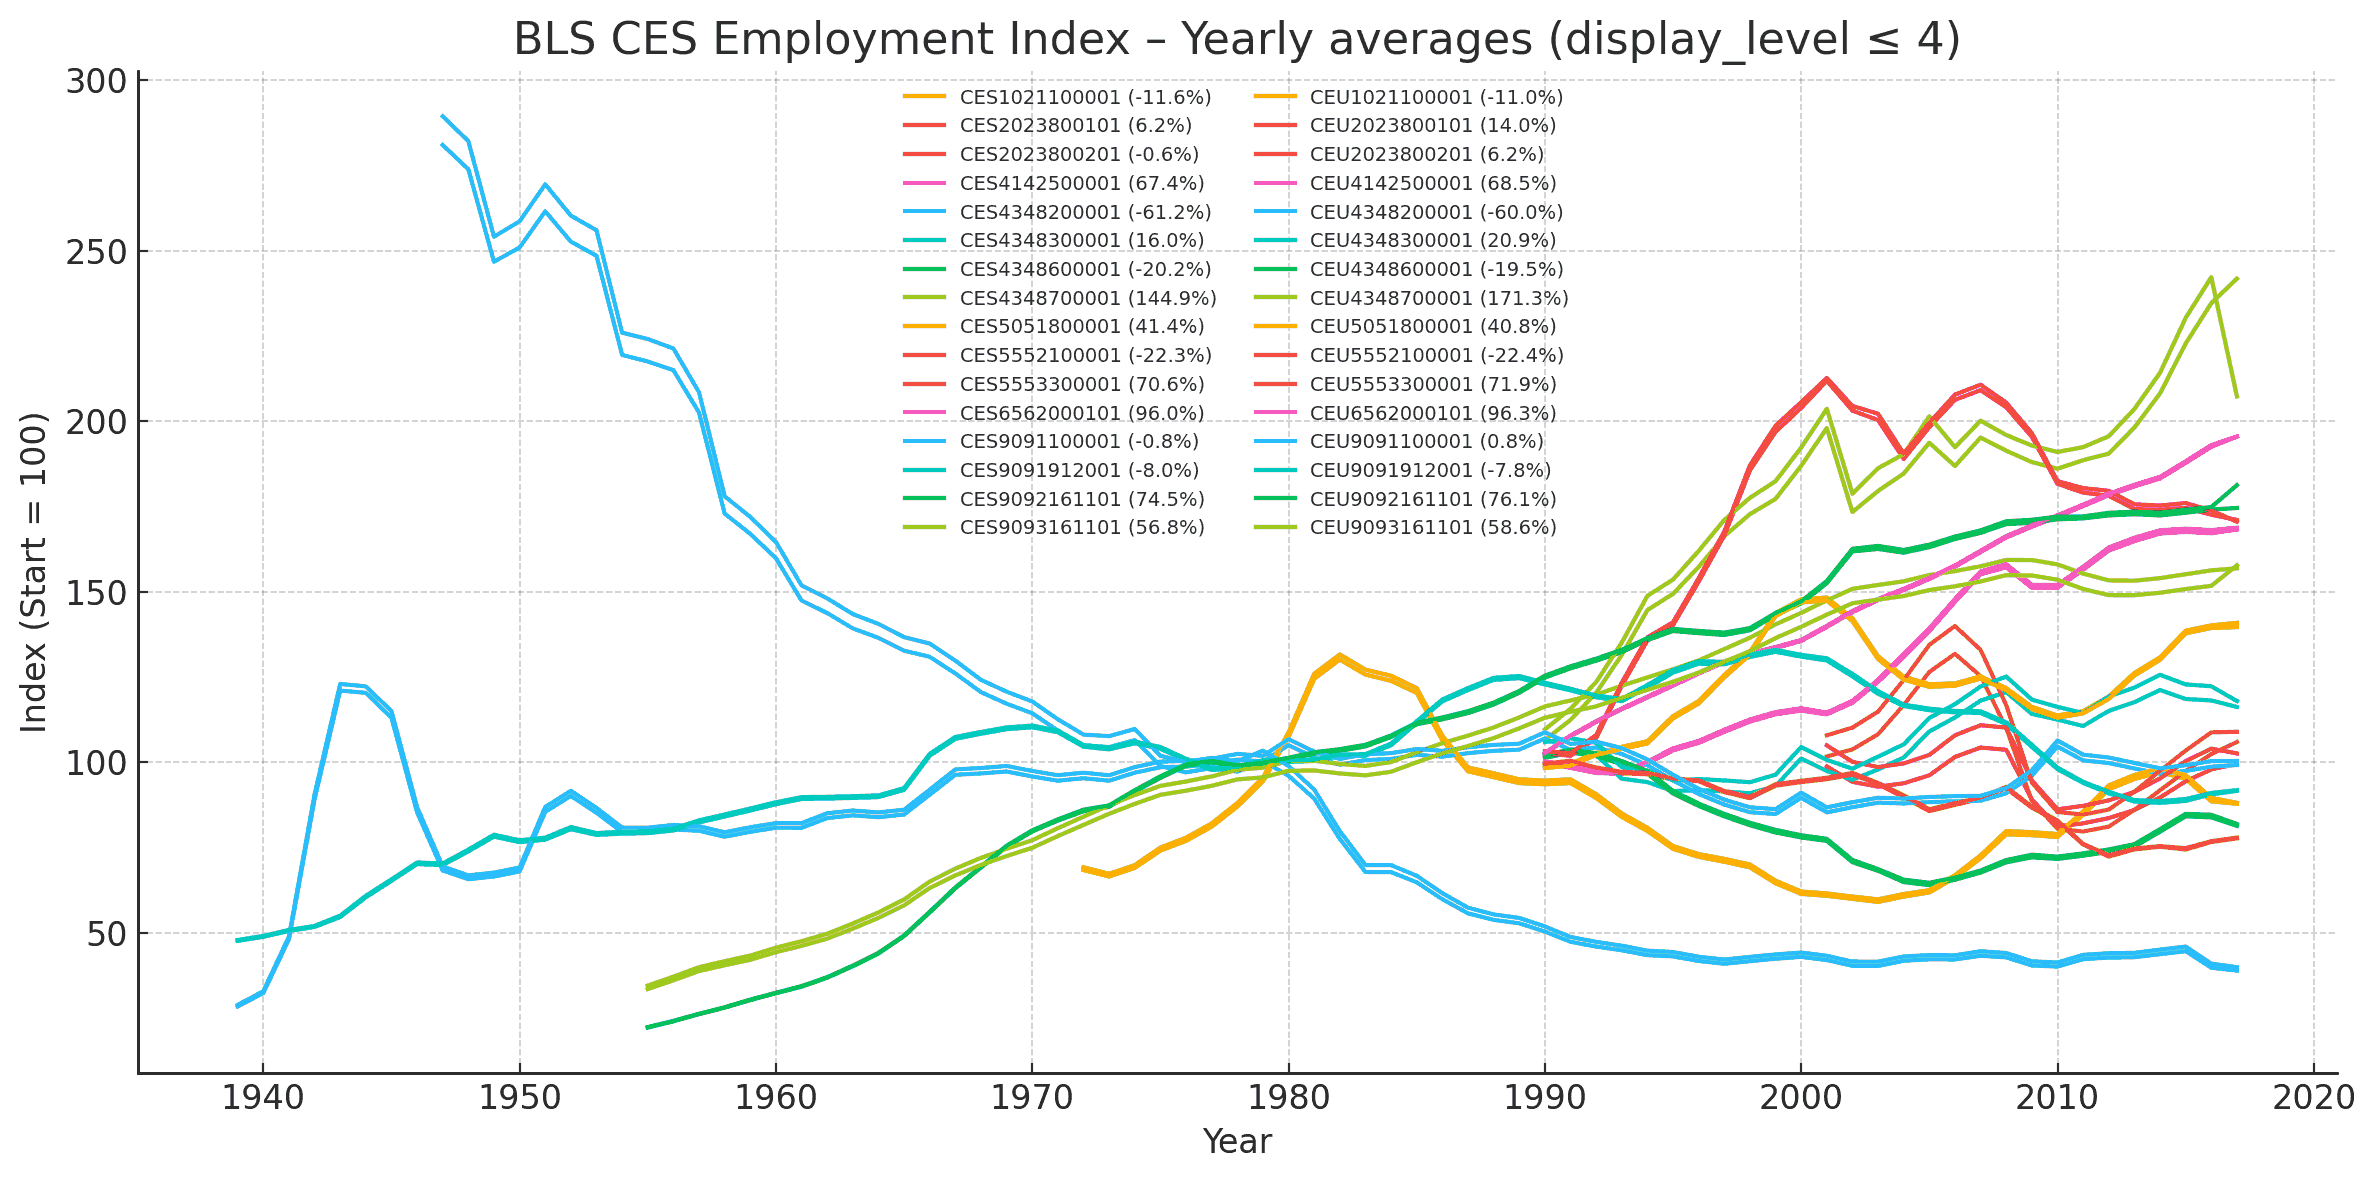 BLS CES Employment Index – Yearly averages (display_level ≤ 4)
Index (Start = 100)
300
250
200
150
100
50
CES1021100001 (-11.6%)
CES2023800101 (6.2%)
CES2023800201 (-0.6%)
CES4142500001 (67.4%)
CES4348200001 (-61.2%)
CES4348300001 (16.0%)
CES4348600001 (-20.2%)
CES4348700001 (144.9%)
CES5051800001 (41.4%)
CES5552100001 (-22.3%)
CES5553300001 (70.6%)
CES6562000101 (96.0%)
CES9091100001 (-0.8%)
CES9091912001 (-8.0%)
CES9092161101 (74.5%)
CES9093161101 (56.8%)
CEU1021100001 (-11.0%)
CEU2023800101 (14.0%)
CEU2023800201 (6.2%)
CEU4142500001 (68.5%)
CEU4348200001 (-60.0%)
CEU4348300001 (20.9%)
CEU4348600001 (-19.5%)
CEU4348700001 (171.3%)
CEU5051800001 (40.8%)
CEU5552100001 (-22.4%)
CEU5553300001 (71.9%)
CEU6562000101 (96.3%)
CEU9091100001 (0.8%)
CEU9091912001 (-7.8%)
CEU9092161101 (76.1%)
CEU9093161101 (58.6%)
1940 1950 1960 1970 1980 1990 2000 2010 2020
Year